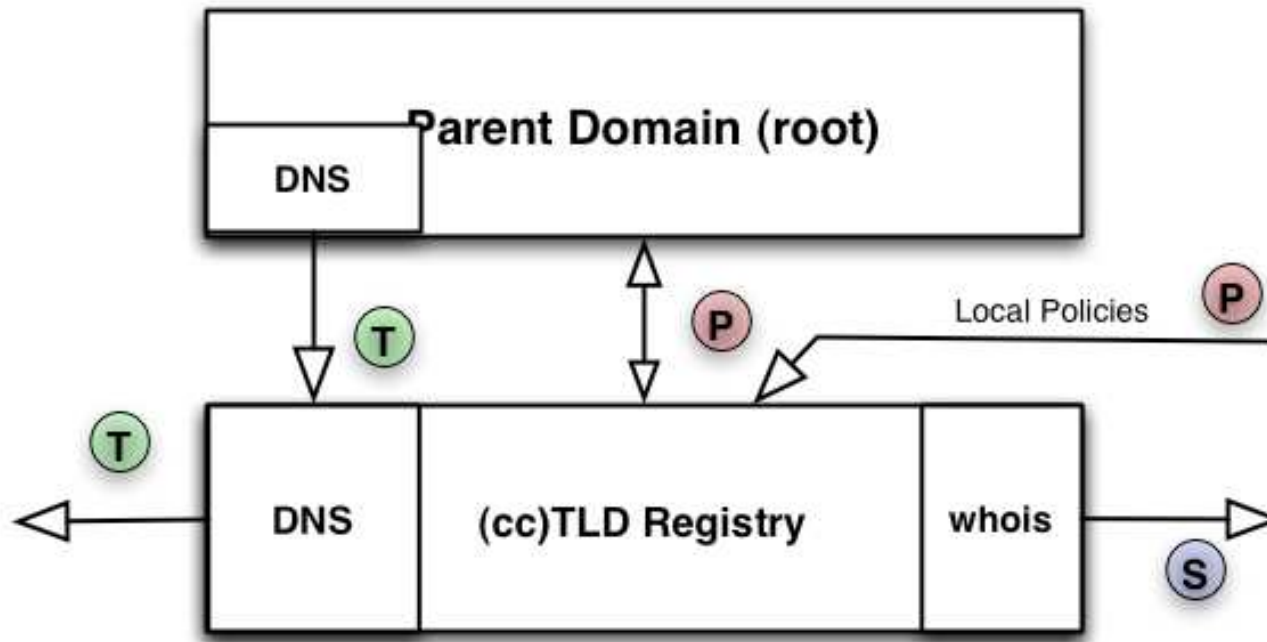 Parent Domain (root)
DNS
T
P
Local Policies
P
T
DNS
(cc)TLD Registry
whois
S